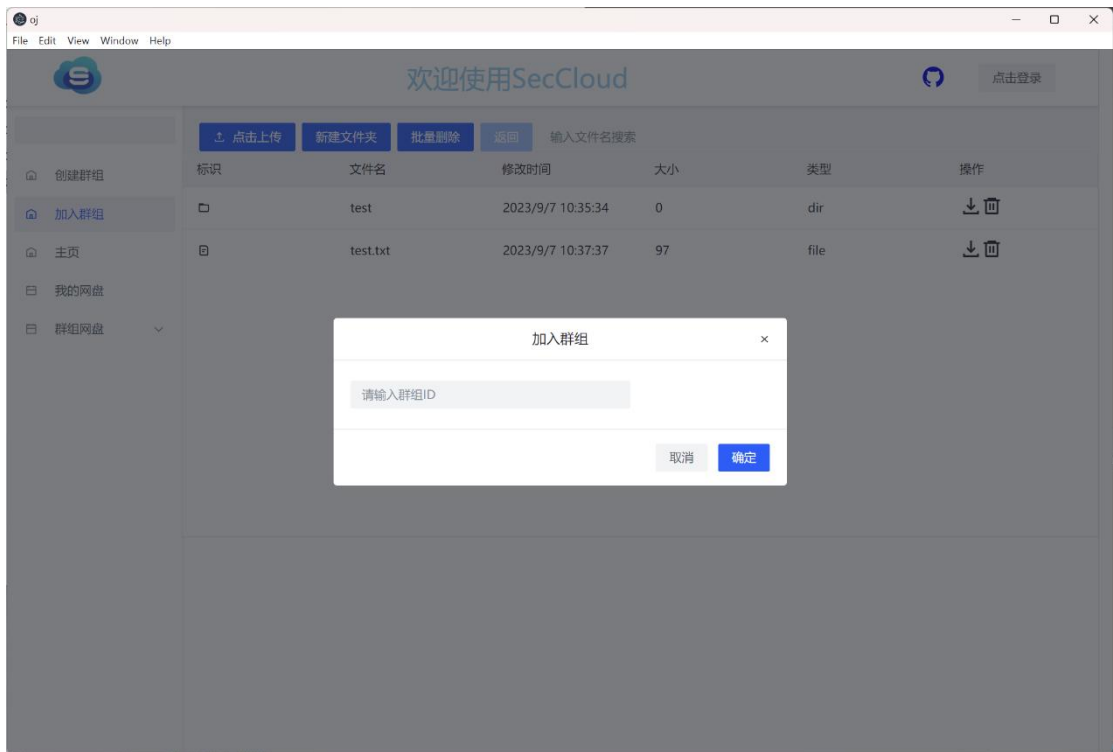 oj
File Edit View Window Help
S 欢迎使用SecCloud 点击登录
点击上传 新建文件夹 批量删除 返回 输入文件名搜索
标识 文件名 修改时间 大小 类型 操作
创建群组
加入群组 test 2023/9/7 10:35:34 0 dir
主页 test.txt 2023/9/7 10:37:37 97 file
我的网盘
群组网盘
加入群组 ×
请输入群组ID
取消 确定